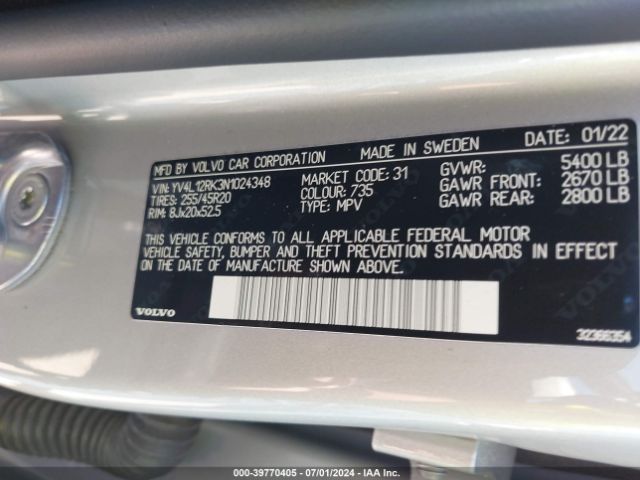 MFD BY VOLVO CAR CORPORATION MADE IN SWEDEN DATE: 01/22
VIN: YV4L12RK3N1024348 MARKET CODE: 31 GVWR: 5400 LB
TIRES: 255/45R20 COLOUR: 735 GAWR FRONT: 2670 LB
RIM: 8Jx20x52.5 TYPE: MPV GAWR REAR: 2800 LB
THIS VEHICLE CONFORMS TO ALL APPLICABLE FEDERAL MOTOR
VEHICLE SAFETY, BUMPER AND THEFT PREVENTION STANDARDS IN EFFECT
ON THE DATE OF MANUFACTURE SHOWN ABOVE.
VOLVO 32366354
000-39770405 - 07/01/2024 - IAA Inc.